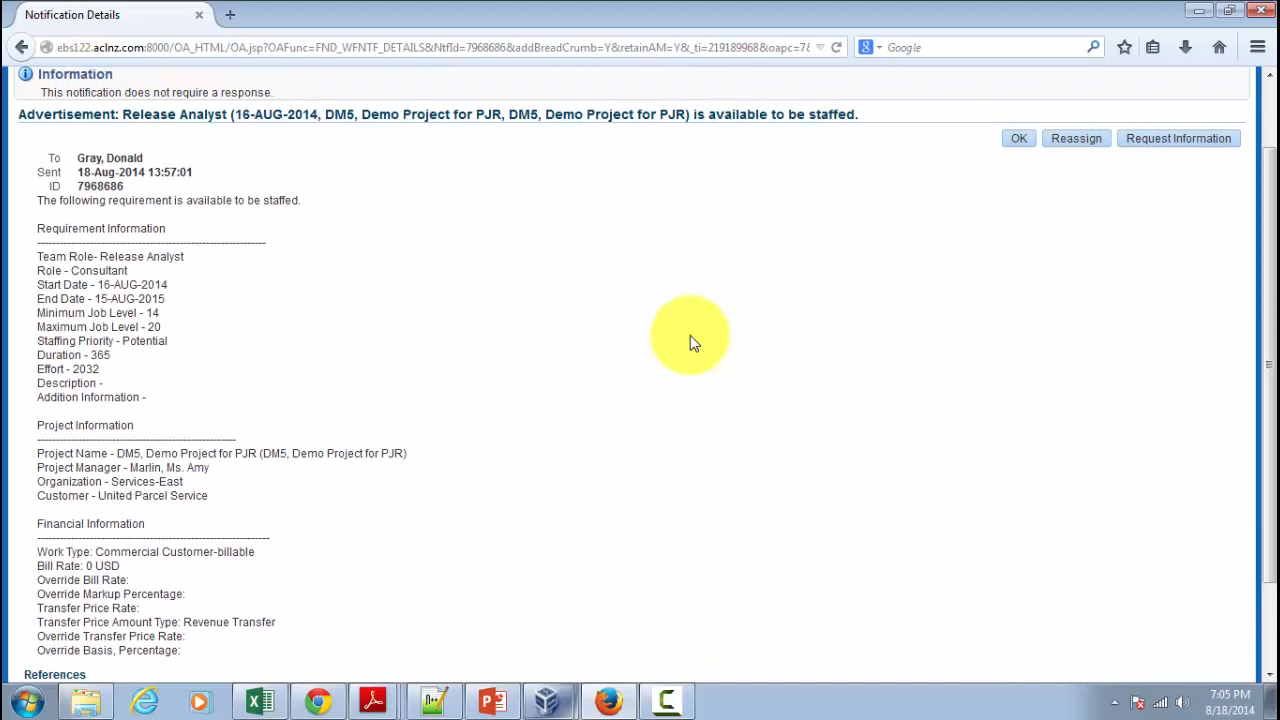 Notification Details
ebs122.aclnz.com:8000/OA_HTML/OA.jsp?OAFunc=FND_WFNTF_DETAILS&NtfId=7968686&addBreadCrumb=Y&retainAM=Y&_ti=219189968&oapc=7&
Google
Information
This notification does not require a response.
Advertisement: Release Analyst (16-AUG-2014, DM5, Demo Project for PJR, DM5, Demo Project for PJR) is available to be staffed.
OK
Reassign
Request Information
To Gray, Donald
Sent 18-Aug-2014 13:57:01
ID 7968686
The following requirement is available to be staffed.
Requirement Information
------------------------------------------------------------
Team Role- Release Analyst
Role - Consultant
Start Date - 16-AUG-2014
End Date - 15-AUG-2015
Minimum Job Level - 14
Maximum Job Level - 20
Staffing Priority - Potential
Duration - 365
Effort - 2032
Description -
Addition Information -
Project Information
----------------------------------------------------
Project Name - DM5, Demo Project for PJR (DM5, Demo Project for PJR)
Project Manager - Marlin, Ms. Amy
Organization - Services-East
Customer - United Parcel Service
Financial Information
-------------------------------------------------------------
Work Type: Commercial Customer-billable
Bill Rate: 0 USD
Override Bill Rate:
Override Markup Percentage:
Transfer Price Rate:
Transfer Price Amount Type: Revenue Transfer
Override Transfer Price Rate:
Override Basis, Percentage:
References
7:05 PM
8/18/2014